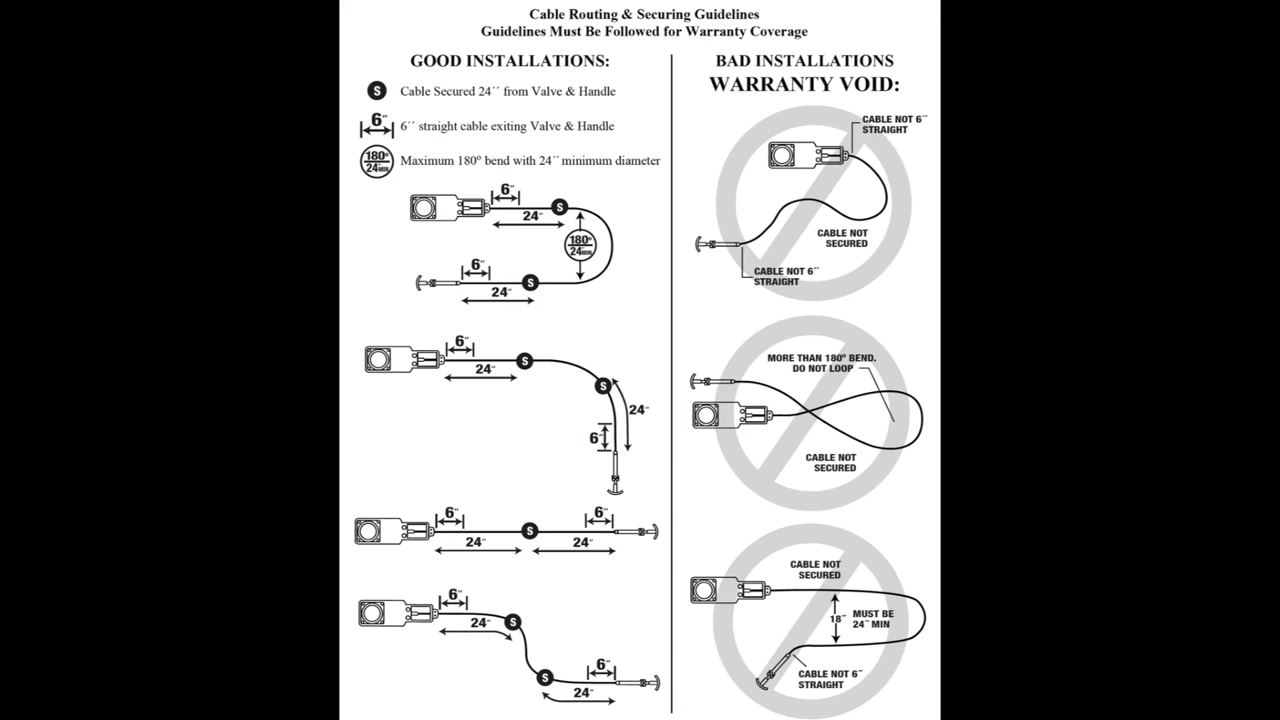 Cable Routing & Securing Guidelines
Guidelines Must Be Followed for Warranty Coverage
GOOD INSTALLATIONS:
S Cable Secured 24´´ from Valve & Handle
6˝ 6´´ straight cable exiting Valve & Handle
180° 24˝ MIN. Maximum 180° bend with 24´´ minimum diameter
6˝
S
24˝
180°
24˝ MIN.
6˝
S
24˝
6˝
S
24˝
S
24˝
6˝
6˝
S
6˝
24˝
24˝
6˝
S
24˝
6˝
S
24˝
BAD INSTALLATIONS
WARRANTY VOID:
CABLE NOT 6˝
STRAIGHT
CABLE NOT
SECURED
CABLE NOT 6˝
STRAIGHT
MORE THAN 180° BEND.
DO NOT LOOP
CABLE NOT
SECURED
CABLE NOT
SECURED
18˝
MUST BE
24˝ MIN
CABLE NOT 6˝
STRAIGHT